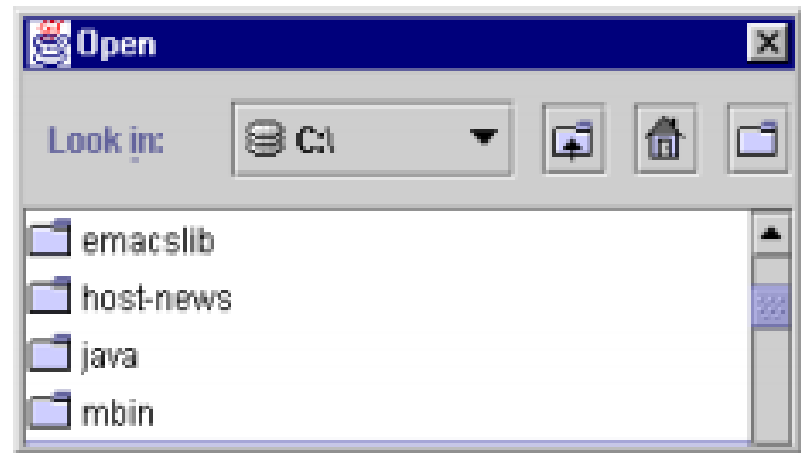 Open
Look in: C:\
emacslib
host-news
java
mbin